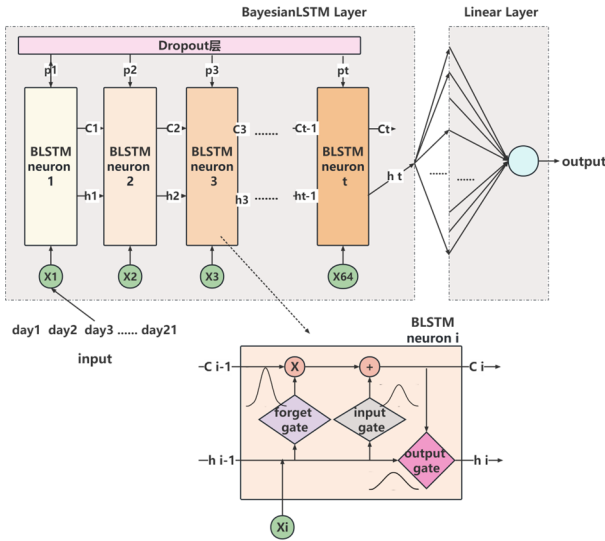 BayesianLSTM Layer
Linear Layer
Dropout层
p1
p2
p3
pt
C1
C2
C3
......
Ct-1
Ct
BLSTM
neuron
1
BLSTM
neuron
2
BLSTM
neuron
3
BLSTM
neuron
t
h1
h2
h3
......
ht-1
h t
......
......
output
X1
X2
X3
X64
day1 day2 day3 ...... day21
input
BLSTM
neuron i
C i-1
X
+
C i
forget
gate
input
gate
output
gate
h i-1
h i
Xi